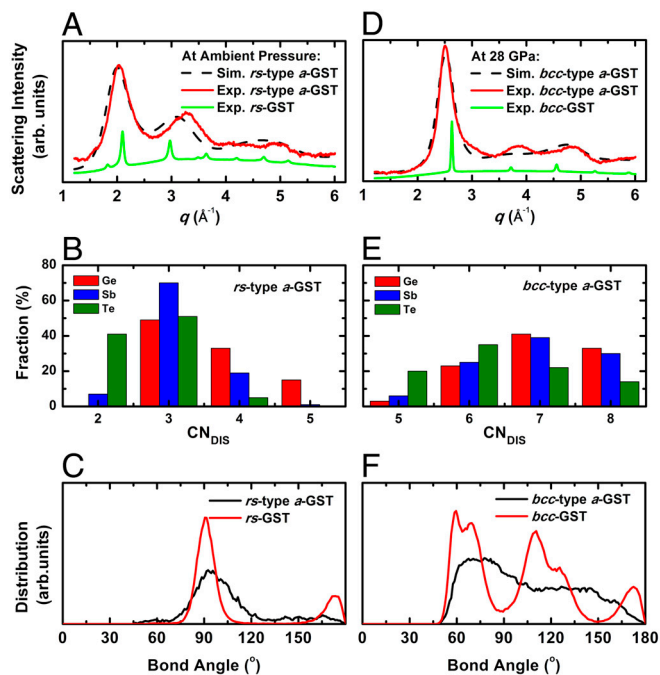 A
At Ambient Pressure:
Sim. rs-type a-GST
Exp. rs-type a-GST
Exp. rs-GST
Scattering Intensity
(arb. units)
1 2 3 4 5 6
q (Å⁻¹)
D
At 28 GPa:
Sim. bcc-type a-GST
Exp. bcc-type a-GST
Exp. bcc-GST
1 2 3 4 5 6
q (Å⁻¹)
B
Ge
Sb
Te
rs-type a-GST
80
60
40
20
0
Fraction (%)
2 3 4 5
CN_DIS
E
Ge
Sb
Te
bcc-type a-GST
5 6 7 8
CN_DIS
C
rs-type a-GST
rs-GST
Distribution
(arb.units)
0 30 60 90 120 150
Bond Angle (°)
F
bcc-type a-GST
bcc-GST
0 30 60 90 120 150 180
Bond Angle (°)